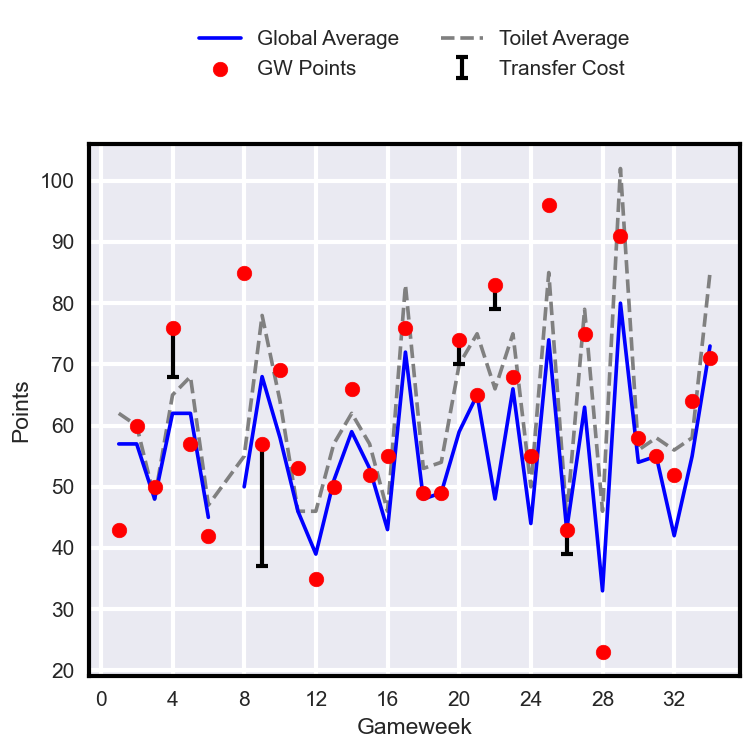 Global Average
Toilet Average
GW Points
Transfer Cost
100
90
80
70
60
50
40
30
20
Points
0 4 8 12 16 20 24 28 32
Gameweek